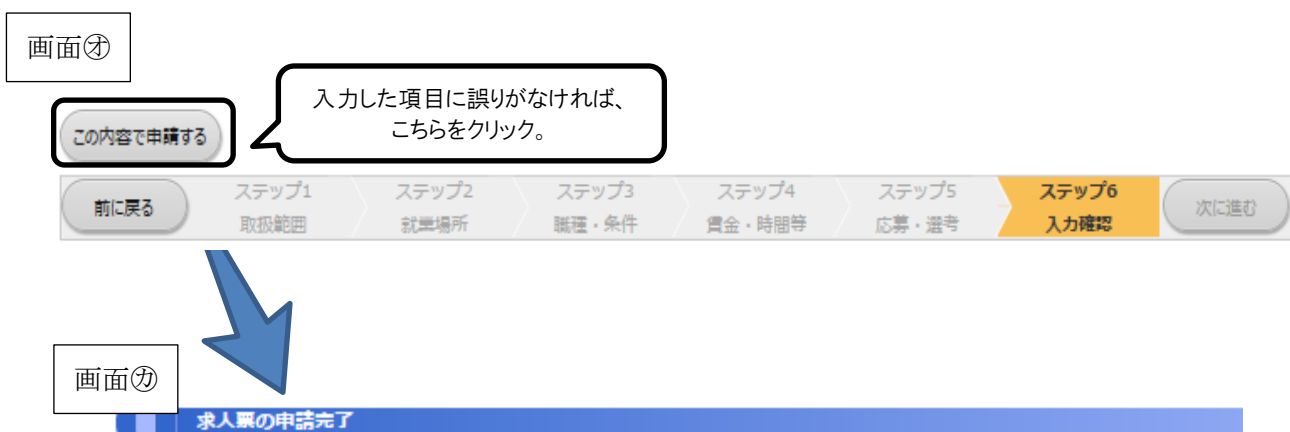 画面㋔
入力した項目に誤りがなければ、
こちらをクリック。
この内容で申請する
前に戻る
ステップ1
取扱範囲
ステップ2
就業場所
ステップ3
職種・条件
ステップ4
賃金・時間等
ステップ5
応募・選考
ステップ6
入力確認
次に進む
画面㋕
求人票の申請完了